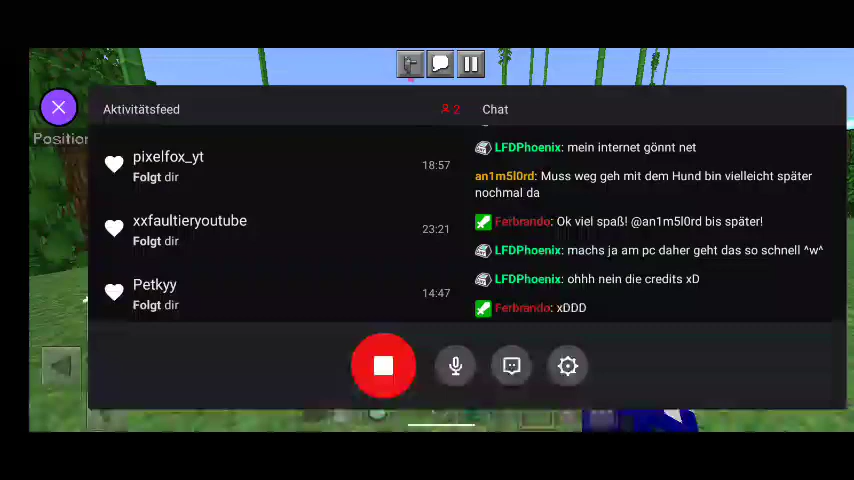 Aktivitätsfeed
2
Chat
Position
pixelfox_yt
Folgt dir
18:57
xxfaultieryoutube
Folgt dir
23:21
Petkyy
Folgt dir
14:47
LFDPhoenix: mein internet gönnt net
an1m5l0rd: Muss weg geh mit dem Hund bin vielleicht später
nochmal da
Ferbrando: Ok viel spaß! @an1m5l0rd bis später!
LFDPhoenix: machs ja am pc daher geht das so schnell ^w^
LFDPhoenix: ohhh nein die credits xD
Ferbrando: xDDD